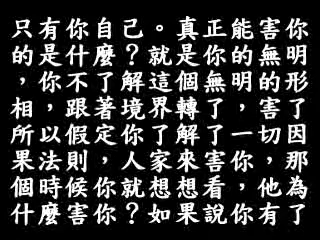 只有你自己。真正能害你
的是什麼？就是你的無明
，你不了解這個無明的形
相，跟著境界轉了，害了
所以假定你了解了一切因
果法則，人家來害你，那
個時候你就想想看，他為
什麼害你？如果說你有了